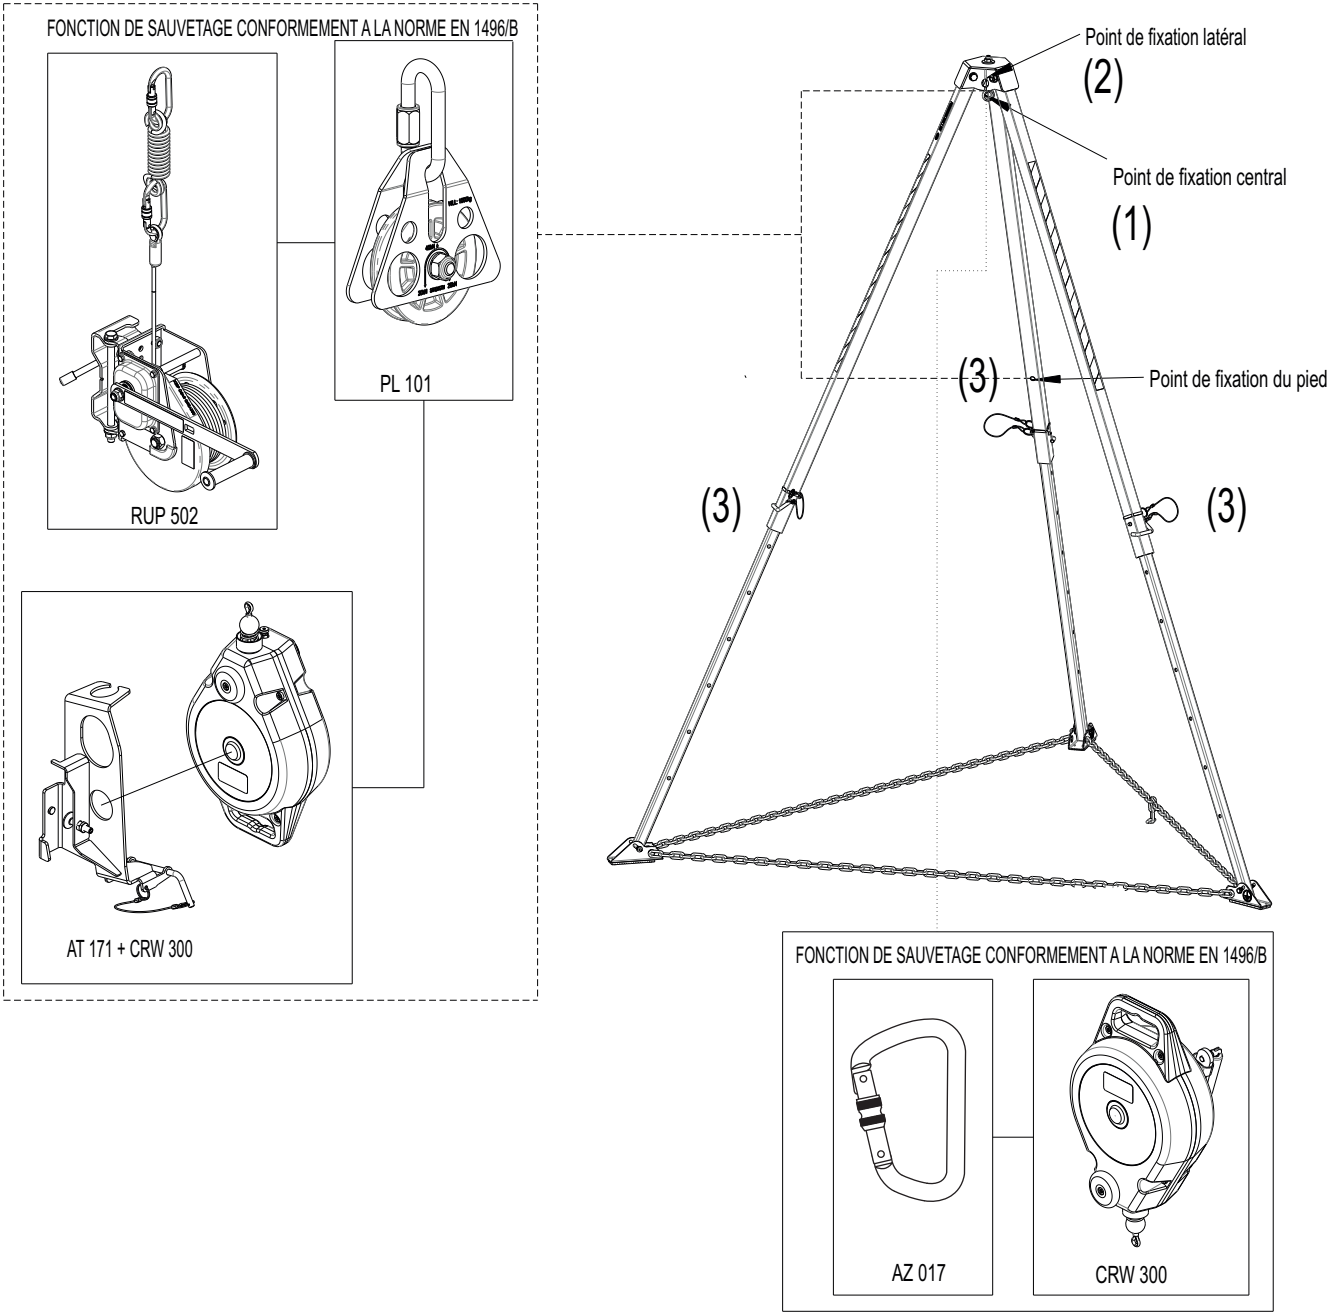 FONCTION DE SAUVETAGE CONFORMEMENT A LA NORME EN 1496/B
Point de fixation latéral
(2)
Point de fixation central
(1)
PL 101
(3)
Point de fixation du pied
RUP 502
(3)
(3)
AT 171 + CRW 300
FONCTION DE SAUVETAGE CONFORMEMENT A LA NORME EN 1496/B
AZ 017
CRW 300